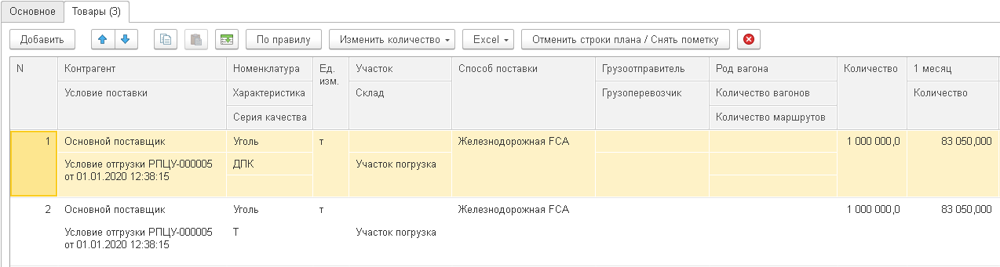 Основное Товары (3)
Добавить По правилу Изменить количество Excel Отменить строки плана / Снять пометку
N Контрагент Номенклатура Ед. изм. Участок Способ поставки Грузоотправитель Род вагона Количество 1 месяц
Условие поставки Характеристика Склад Грузоперевозчик Количество вагонов Количество
Серия качества Количество маршрутов
1 Основной поставщик Уголь т Железнодорожная FCA 1 000 000,0 83 050,000
Условие отгрузки РПЦУ-000005 ДПК Участок погрузка
от 01.01.2020 12:38:15
2 Основной поставщик Уголь т Железнодорожная FCA 1 000 000,0 83 050,000
Условие отгрузки РПЦУ-000005 Т Участок погрузка
от 01.01.2020 12:38:15